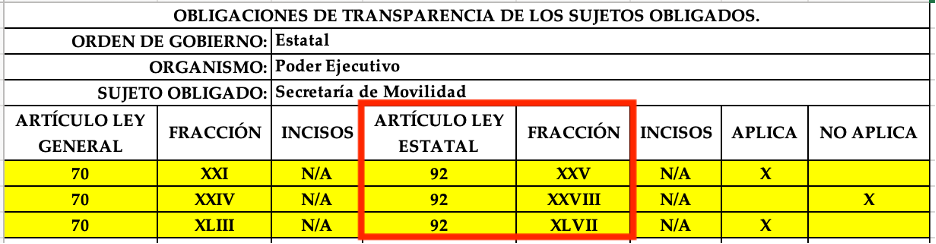 OBLIGACIONES DE TRANSPARENCIA DE LOS SUJETOS OBLIGADOS.
ORDEN DE GOBIERNO: Estatal
ORGANISMO: Poder Ejecutivo
SUJETO OBLIGADO: Secretaría de Movilidad
ARTÍCULO LEY GENERAL FRACCIÓN INCISOS ARTÍCULO LEY ESTATAL FRACCIÓN INCISOS APLICA NO APLICA
70 XXI N/A 92 XXV N/A X
70 XXIV N/A 92 XXVIII N/A X
70 XLIII N/A 92 XLVII N/A X